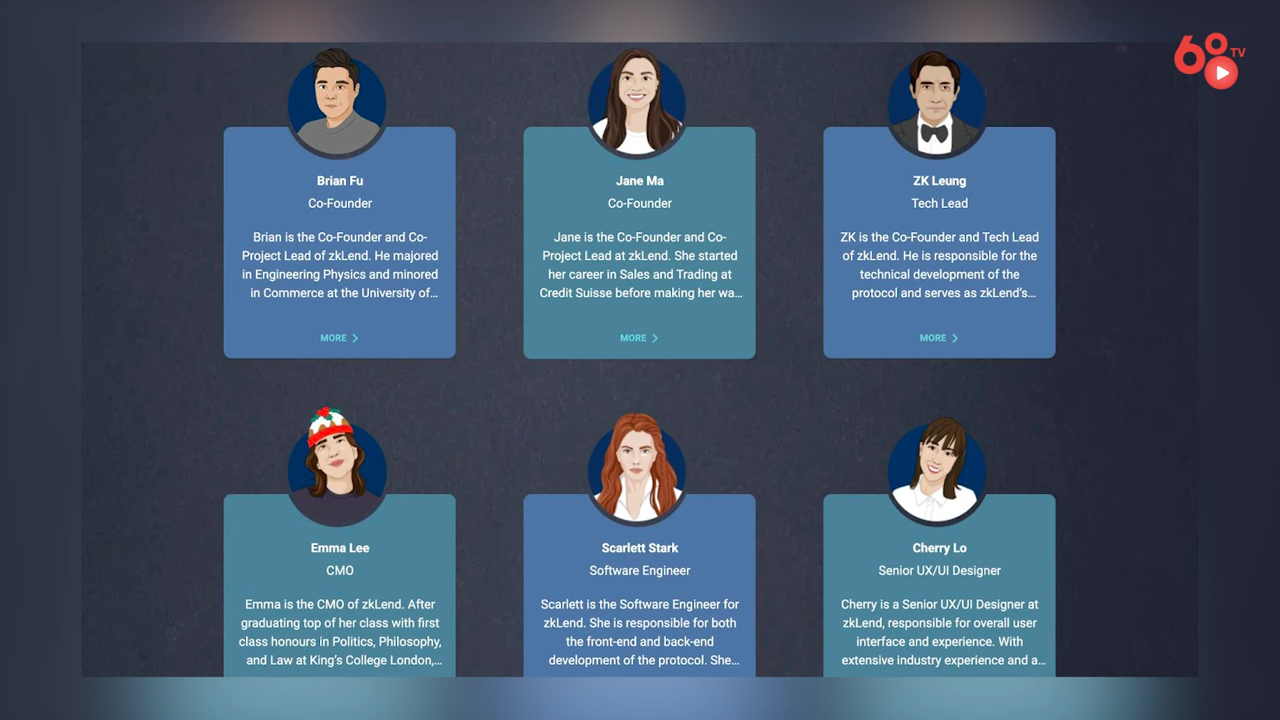 68 TV
Brian Fu
Co-Founder
Brian is the Co-Founder and Co-
Project Lead of zkLend. He majored
in Engineering Physics and minored
in Commerce at the University of...
MORE
Jane Ma
Co-Founder
Jane is the Co-Founder and Co-
Project Lead at zkLend. She started
her career in Sales and Trading at
Credit Suisse before making her wa...
MORE
ZK Leung
Tech Lead
ZK is the Co-Founder and Tech Lead
of zkLend. He is responsible for the
technical development of the
protocol and serves as zkLend's...
MORE
Emma Lee
CMO
Emma is the CMO of zkLend. After
graduating top of her class with first
class honours in Politics, Philosophy,
and Law at King's College London,...
Scarlett Stark
Software Engineer
Scarlett is the Software Engineer for
zkLend. She is responsible for both
the front-end and back-end
development of the protocol. She...
Cherry Lo
Senior UX/UI Designer
Cherry is a Senior UX/UI Designer at
zkLend, responsible for overall user
interface and experience. With
extensive industry experience and a...